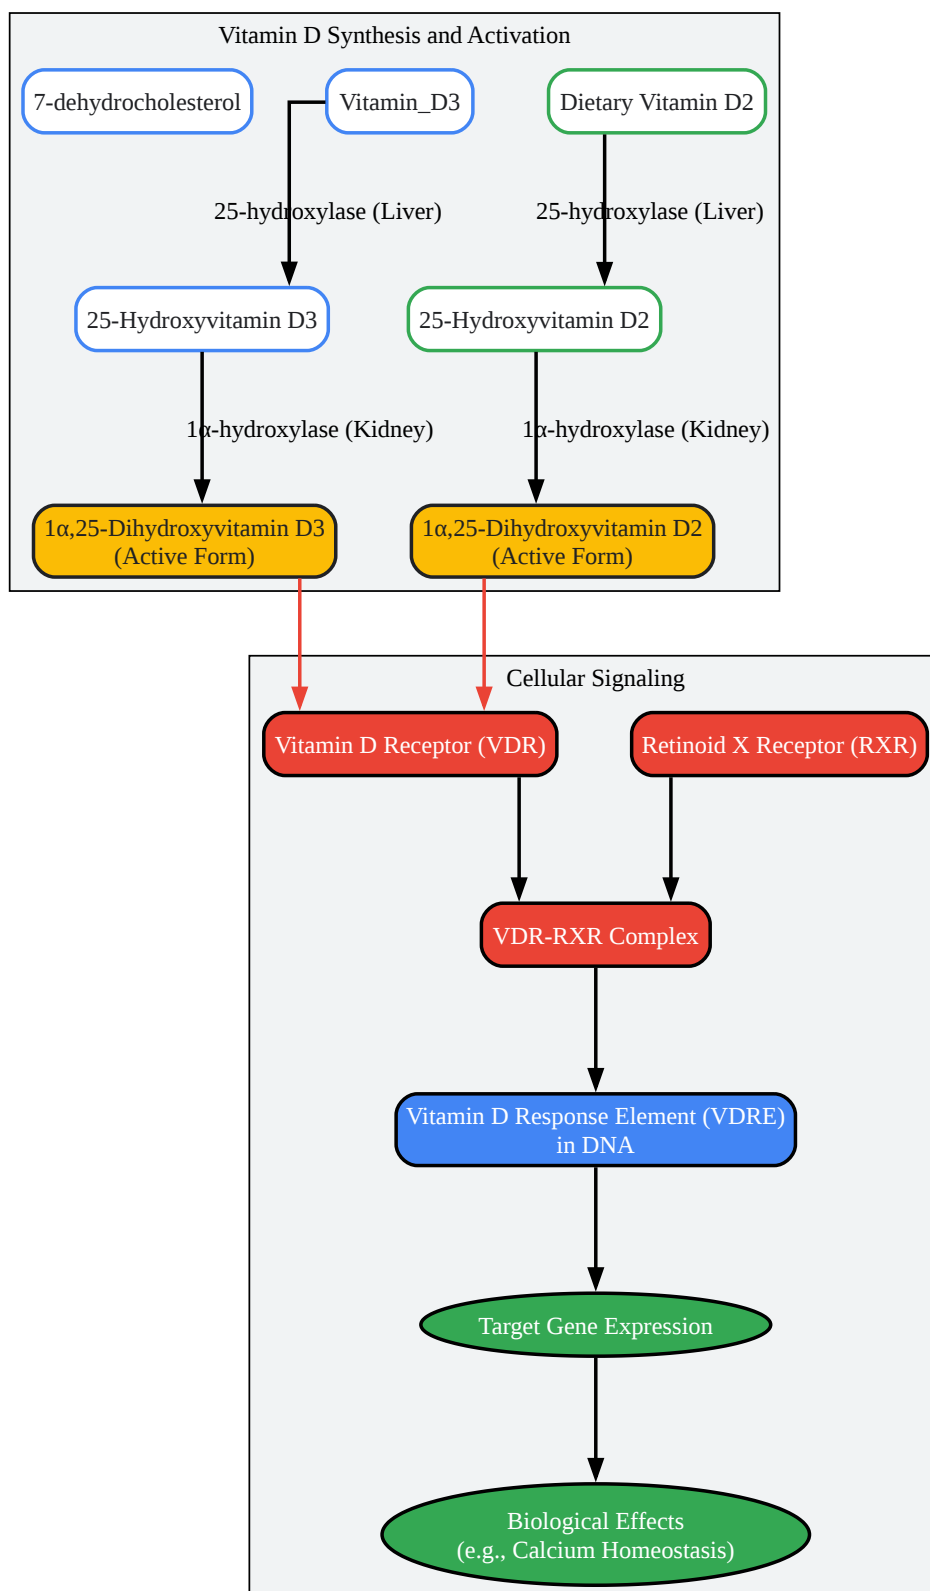 Vitamin D Synthesis and Activation
7-dehydrocholesterol
Vitamin_D3
Dietary Vitamin D2
25-hydroxylase (Liver)
25-hydroxylase (Liver)
25-Hydroxyvitamin D3
25-Hydroxyvitamin D2
1α-hydroxylase (Kidney)
1α-hydroxylase (Kidney)
1α,25-Dihydroxyvitamin D3
(Active Form)
1α,25-Dihydroxyvitamin D2
(Active Form)
Cellular Signaling
Vitamin D Receptor (VDR)
Retinoid X Receptor (RXR)
VDR-RXR Complex
Vitamin D Response Element (VDRE)
in DNA
Target Gene Expression
Biological Effects
(e.g., Calcium Homeostasis)